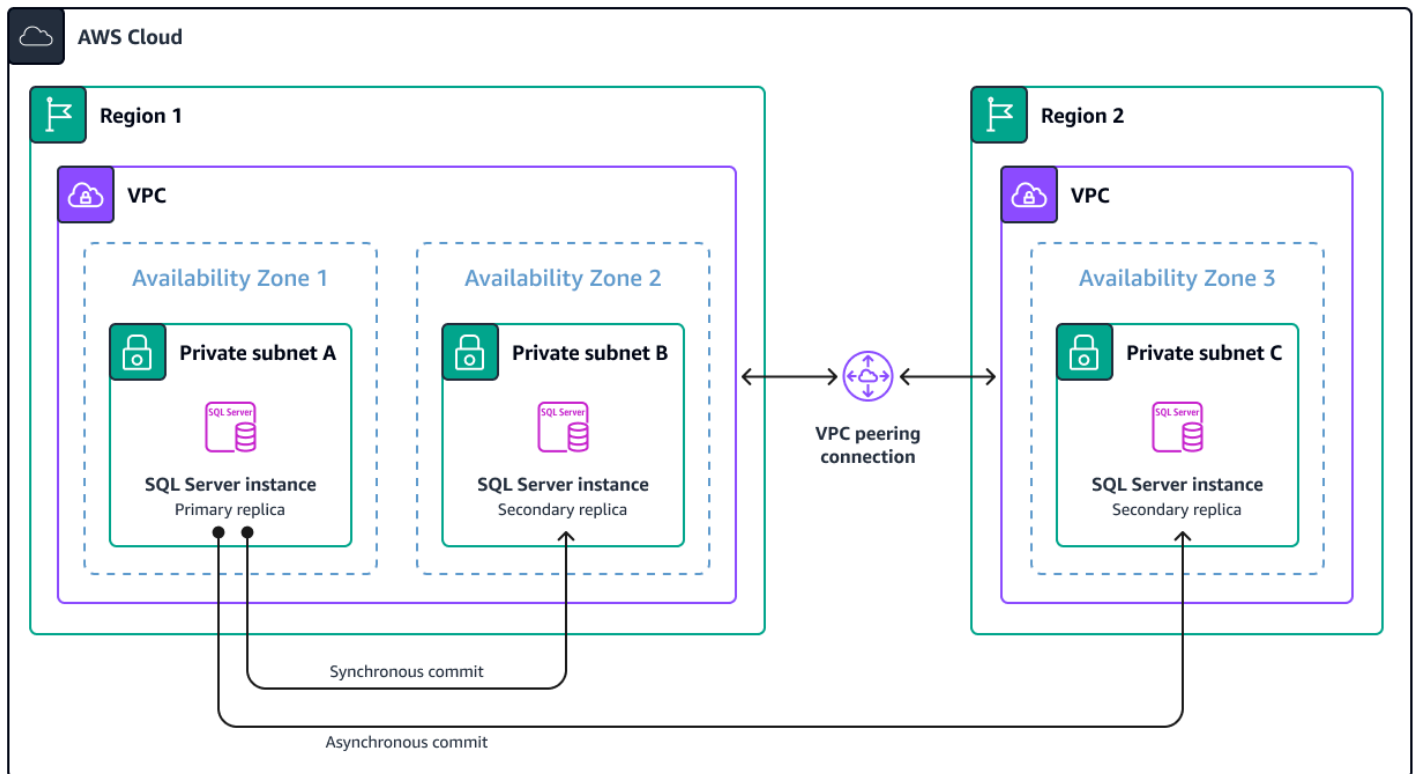 AWS Cloud
Region 1
Region 2
VPC
VPC
Availability Zone 1
Availability Zone 2
Availability Zone 3
Private subnet A
Private subnet B
Private subnet C
SQL Server
SQL Server
SQL Server
VPC peering
connection
SQL Server instance
Primary replica
SQL Server instance
Secondary replica
SQL Server instance
Secondary replica
Synchronous commit
Asynchronous commit